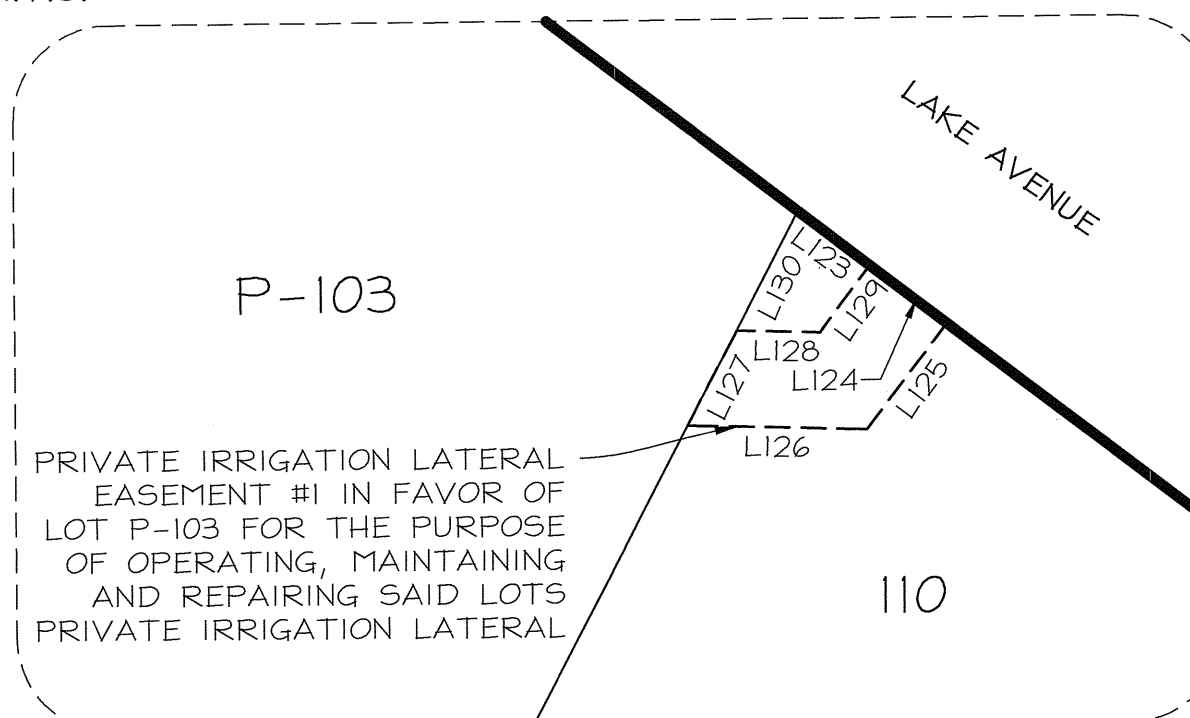 LAKE AVENUE
P-103
L123
L130
L129
L128
L124
L127
L125
L126
PRIVATE IRRIGATION LATERAL
EASEMENT #1 IN FAVOR OF
LOT P-103 FOR THE PURPOSE
OF OPERATING, MAINTAINING
AND REPAIRING SAID LOTS
PRIVATE IRRIGATION LATERAL
110